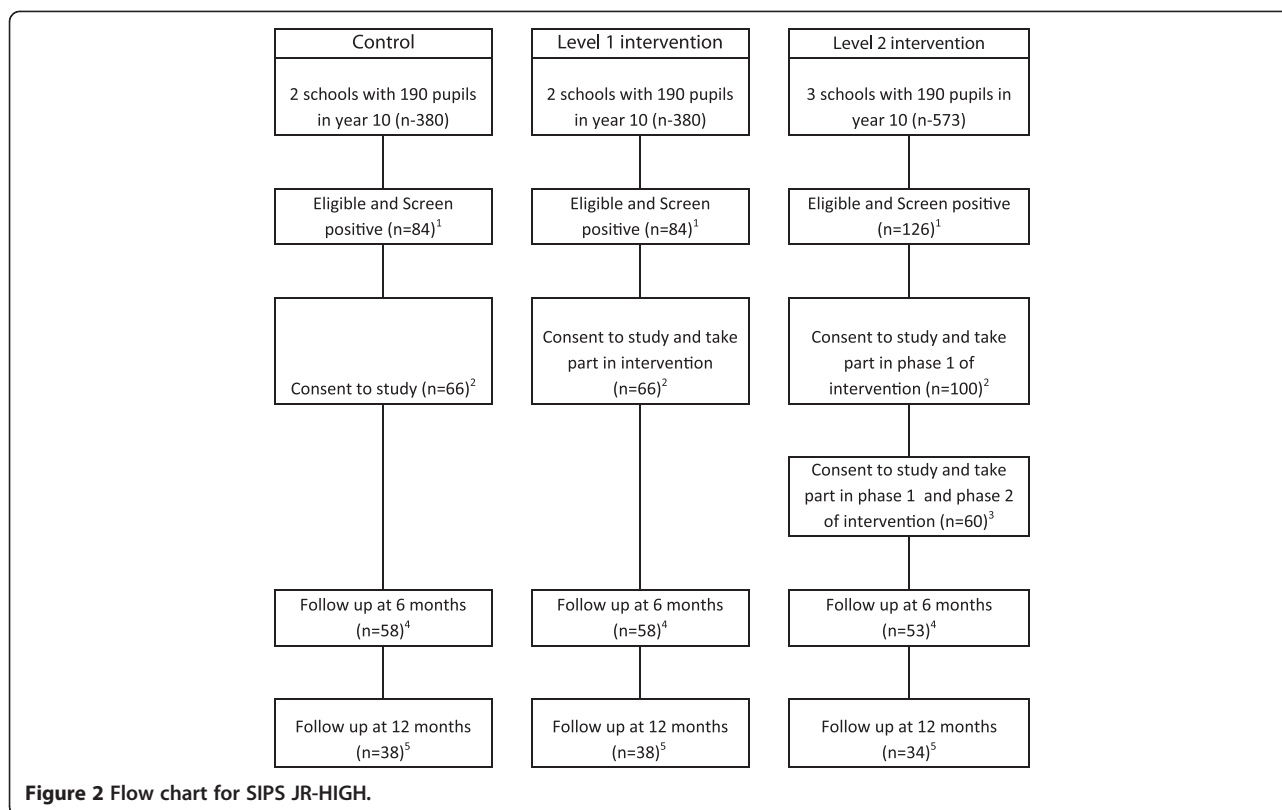 Control
2 schools with 190 pupils
in year 10 (n-380)
Eligible and Screen
positive (n=84)1
Consent to study (n=66)2
Follow up at 6 months
(n=58)4
Follow up at 12 months
(n=38)5
Level 1 intervention
2 schools with 190 pupils
in year 10 (n-380)
Eligible and Screen
positive (n=84)1
Consent to study and take
part in intervention
(n=66)2
Follow up at 6 months
(n=58)4
Follow up at 12 months
(n=38)5
Level 2 intervention
3 schools with 190 pupils in
year 10 (n-573)
Eligible and Screen positive
(n=126)1
Consent to study and take
part in phase 1 of
intervention (n=100)2
Consent to study and take
part in phase 1 and phase 2
of intervention (n=60)3
Follow up at 6 months
(n=53)4
Follow up at 12 months
(n=34)5
Figure 2 Flow chart for SIPS JR-HIGH.